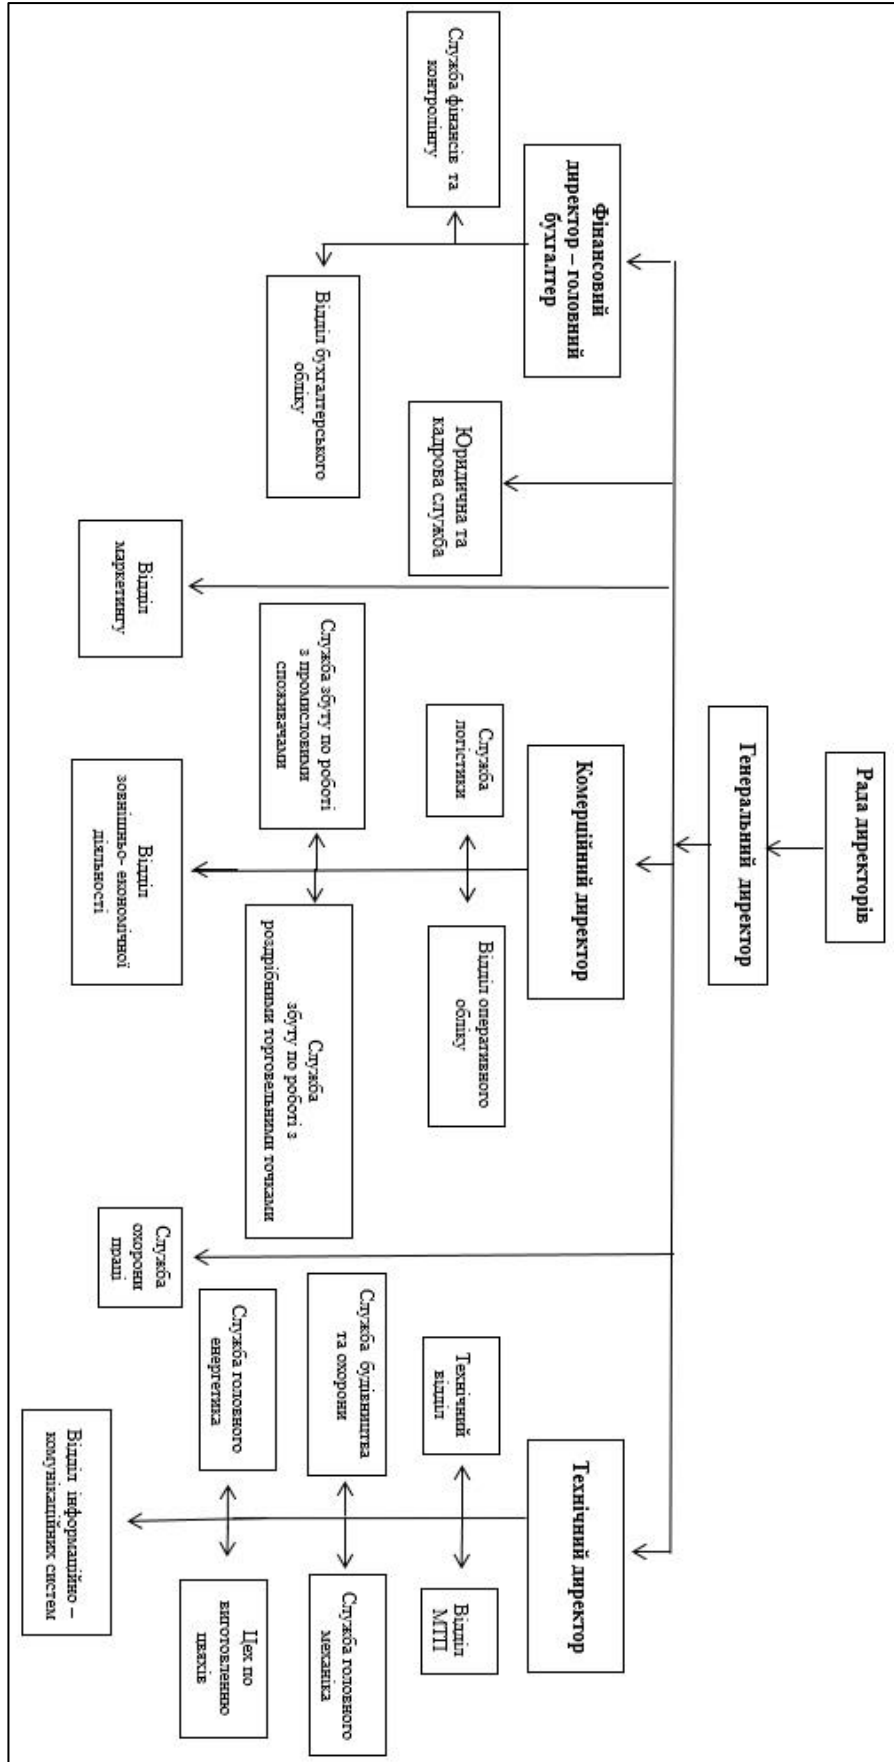 Рада директорів
Генеральний директор
Фінансовий
директор – головний
бухгалтер
Комерційний директор
Технічний директор
Служба фінансів та
контролінгу
Юридична та
кадрова служба
Служба
логістики
Відділ оперативного
обліку
Технічний
відділ
Відділ
МТП
Відділ бухгалтерського
обліку
Служба збуту по роботі
з промисловими
споживачами
Служба
збуту по роботі з
роздрібними торговельними точками
Служба будівництва
та охорони
Служба головного
механіка
Відділ
маркетингу
Відділ
зовнішньо- економічної
діяльності
Служба
охорони
праці
Служба головного
енергетика
Цех по
виготовленню
цвяхів
Відділ інформаційно –
комунікаційних систем